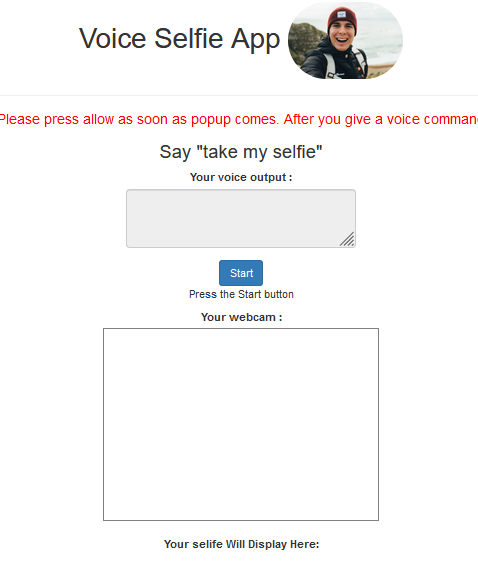 Voice Selfie App
Please press allow as soon as popup comes. After you give a voice comman
Say "take my selfie"
Your voice output :
Start
Press the Start button
Your webcam :
Your selife Will Display Here: